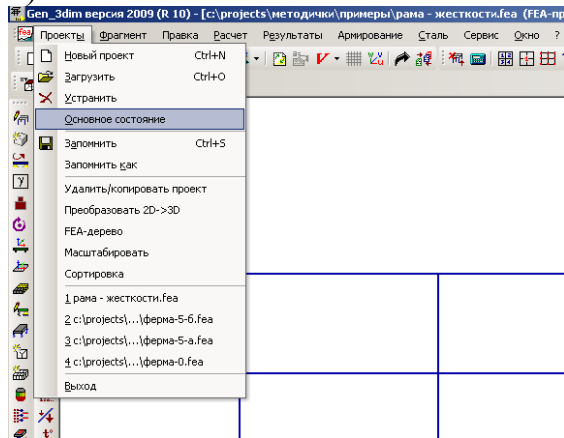 Gen_3dim версия 2009 (R 10) - [c:\projects\методички\примеры\рама - жесткости.fea (FEA-пр
Проекты Фрагмент Правка Расчет Результаты Армирование Сталь Сервис Окно ?
Новый проект Ctrl+N
Загрузить Ctrl+O
Устранить
Основное состояние
Запомнить Ctrl+S
Запомнить как
Удалить/копировать проект
Преобразовать 2D->3D
FEA-дерево
Масштабировать
Сортировка
1 рама - жесткости.fea
2 c:\projects\...\ферма-5-б.fea
3 c:\projects\...\ферма-5-а.fea
4 c:\projects\...\ферма-0.fea
Выход